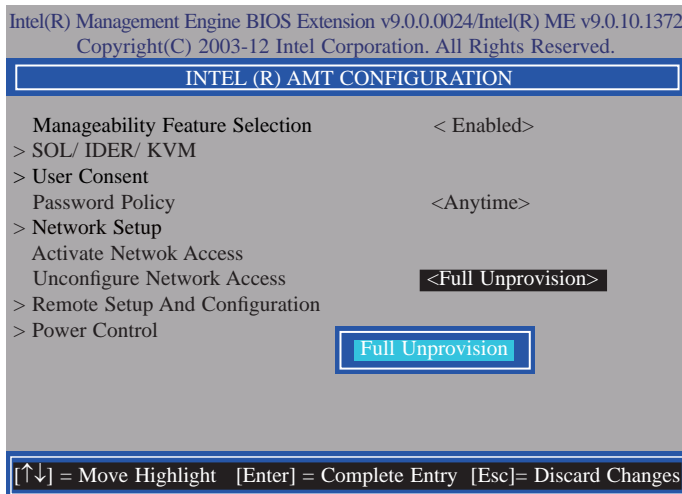 Intel(R) Management Engine BIOS Extension v9.0.0.0024/Intel(R) ME v9.0.10.1372
Copyright(C) 2003-12 Intel Corporation. All Rights Reserved.
INTEL (R) AMT CONFIGURATION
Manageability Feature Selection < Enabled>
> SOL/ IDER/ KVM
> User Consent
Password Policy <Anytime>
> Network Setup
Activate Netwok Access
Unconfigure Network Access <Full Unprovision>
> Remote Setup And Configuration
> Power Control
Full Unprovision
[↑↓] = Move Highlight [Enter] = Complete Entry [Esc]= Discard Changes